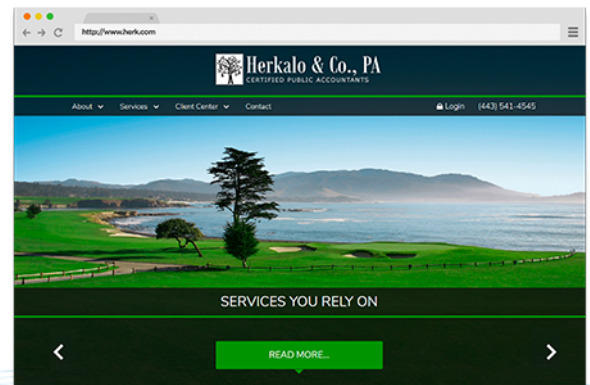 http://www.herk.com
Herkalo & Co., PA
CERTIFIED PUBLIC ACCOUNTANTS
About Services Client Center Contact Login (443) 541-4545
SERVICES YOU RELY ON
READ MORE...